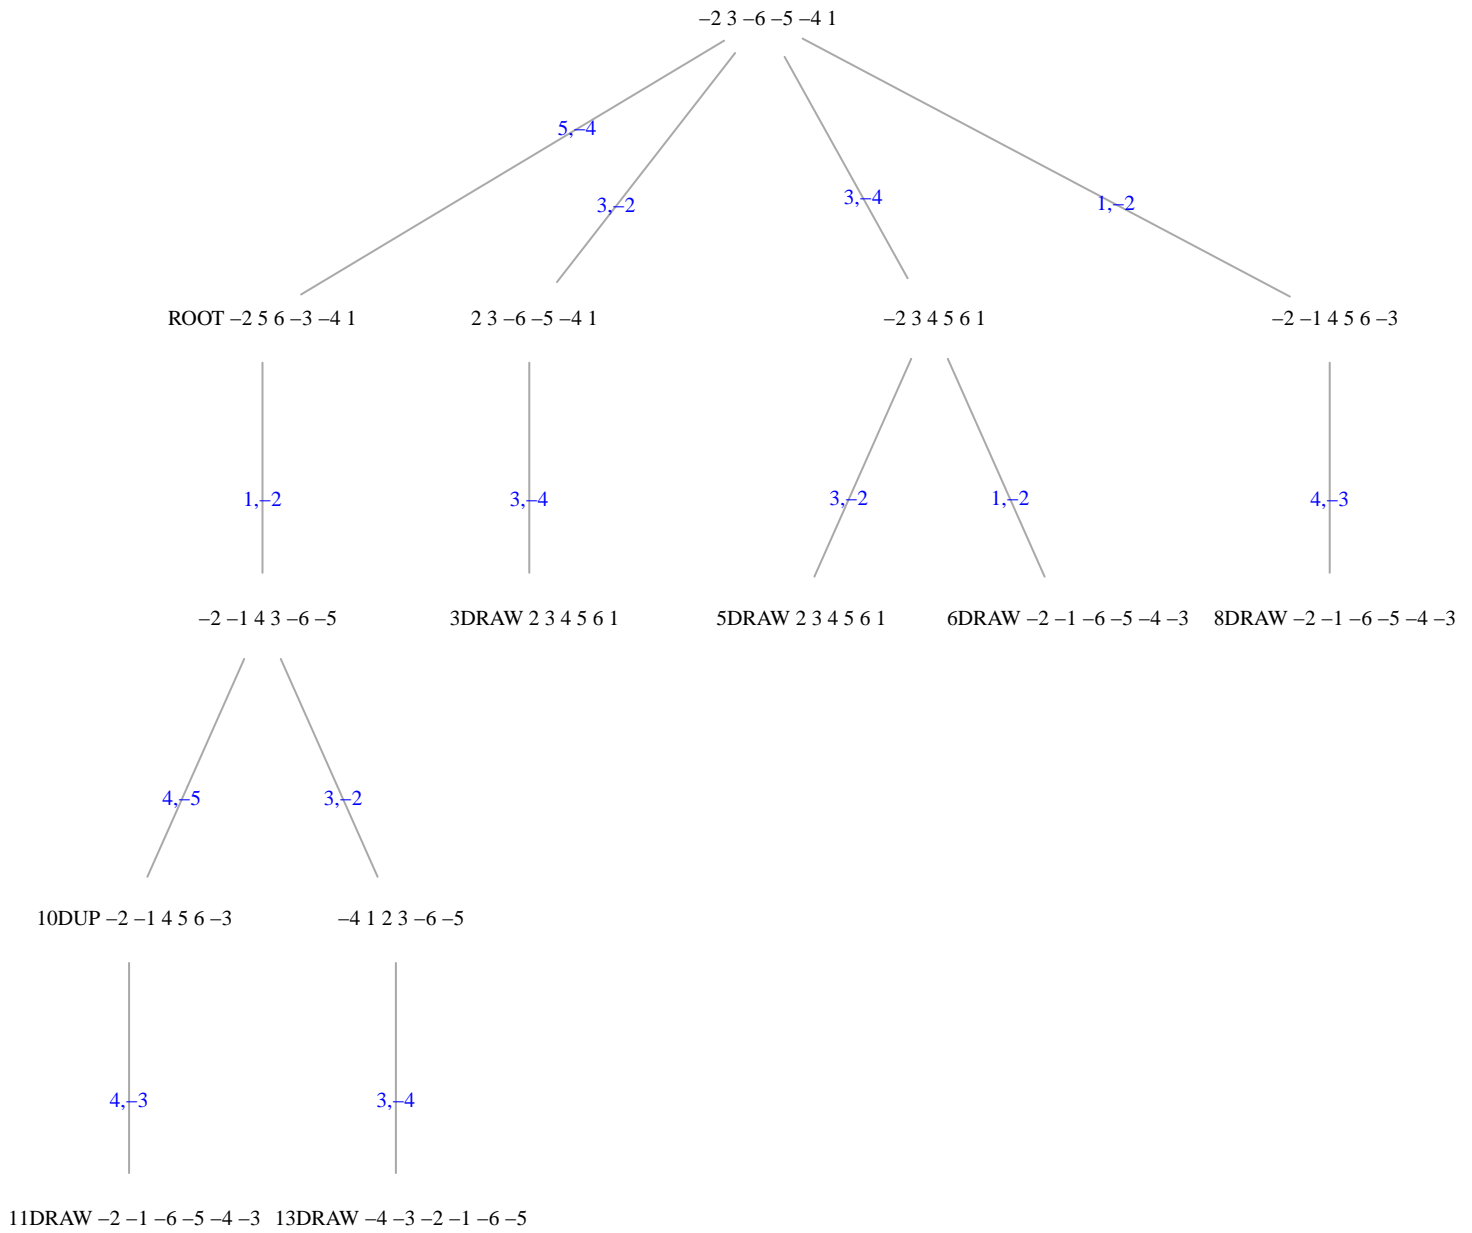 –2 3 –6 –5 –4 1
5,–4
3,–2
3,–4
1,–2
ROOT –2 5 6 –3 –4 1
2 3 –6 –5 –4 1
–2 3 4 5 6 1
–2 –1 4 5 6 –3
1,–2
3,–4
3,–2
1,–2
4,–3
–2 –1 4 3 –6 –5
3DRAW 2 3 4 5 6 1
5DRAW 2 3 4 5 6 1
6DRAW –2 –1 –6 –5 –4 –3
8DRAW –2 –1 –6 –5 –4 –3
4,–5
3,–2
10DUP –2 –1 4 5 6 –3
–4 1 2 3 –6 –5
4,–3
3,–4
11DRAW –2 –1 –6 –5 –4 –3
13DRAW –4 –3 –2 –1 –6 –5